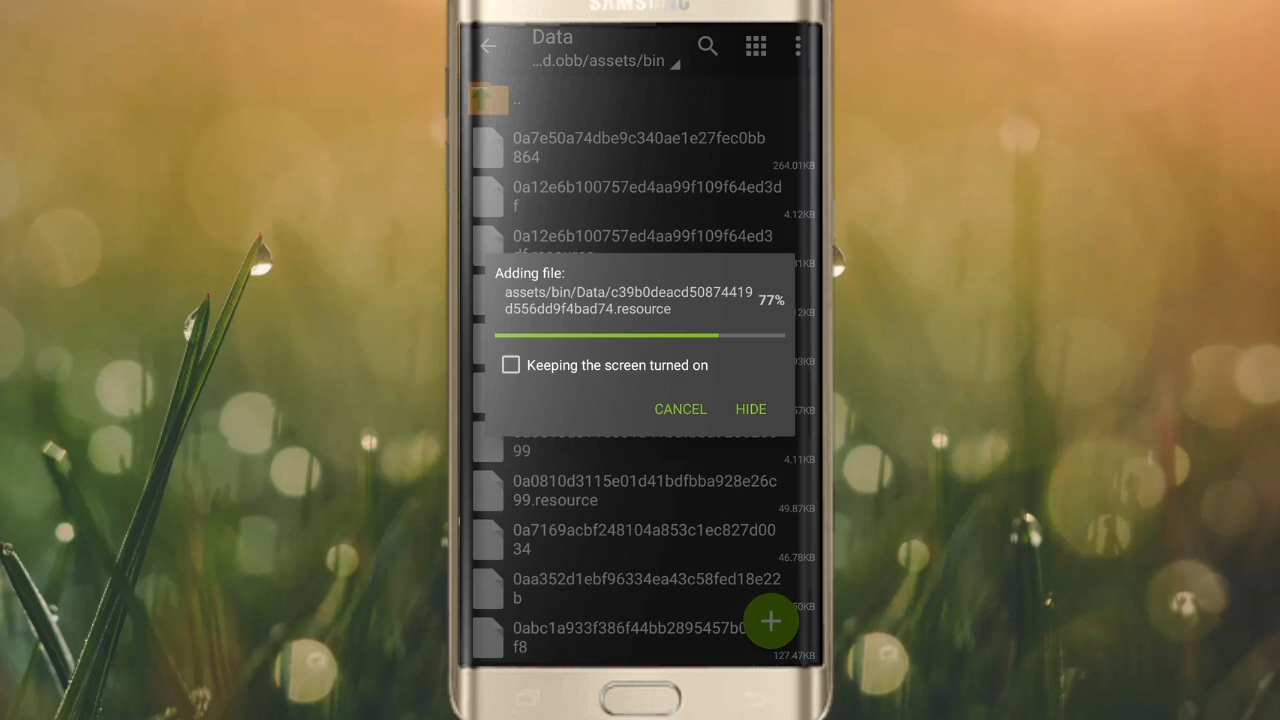 SAMSUNG
Data
...d.obb/assets/bin
..
0a7e50a74dbe9c340ae1e27fec0bb
864
264.01KB
0a12e6b100757ed4aa99f109f64ed3d
f
4.12KB
0a12e6b100757ed4aa99f109f64ed3
Adding file:
assets/bin/Data/c39b0deacd50874419
d556dd9f4bad74.resource
77%
Keeping the screen turned on
CANCEL
HIDE
99
4.11KB
0a0810d3115e01d41bdfbba928e26c
99.resource
49.87KB
0a7169acbf248104a853c1ec827d00
34
46.78KB
0aa352d1ebf96334ea43c58fed18e22
b
0abc1a933f386f44bb2895457b
f8
127.47KB